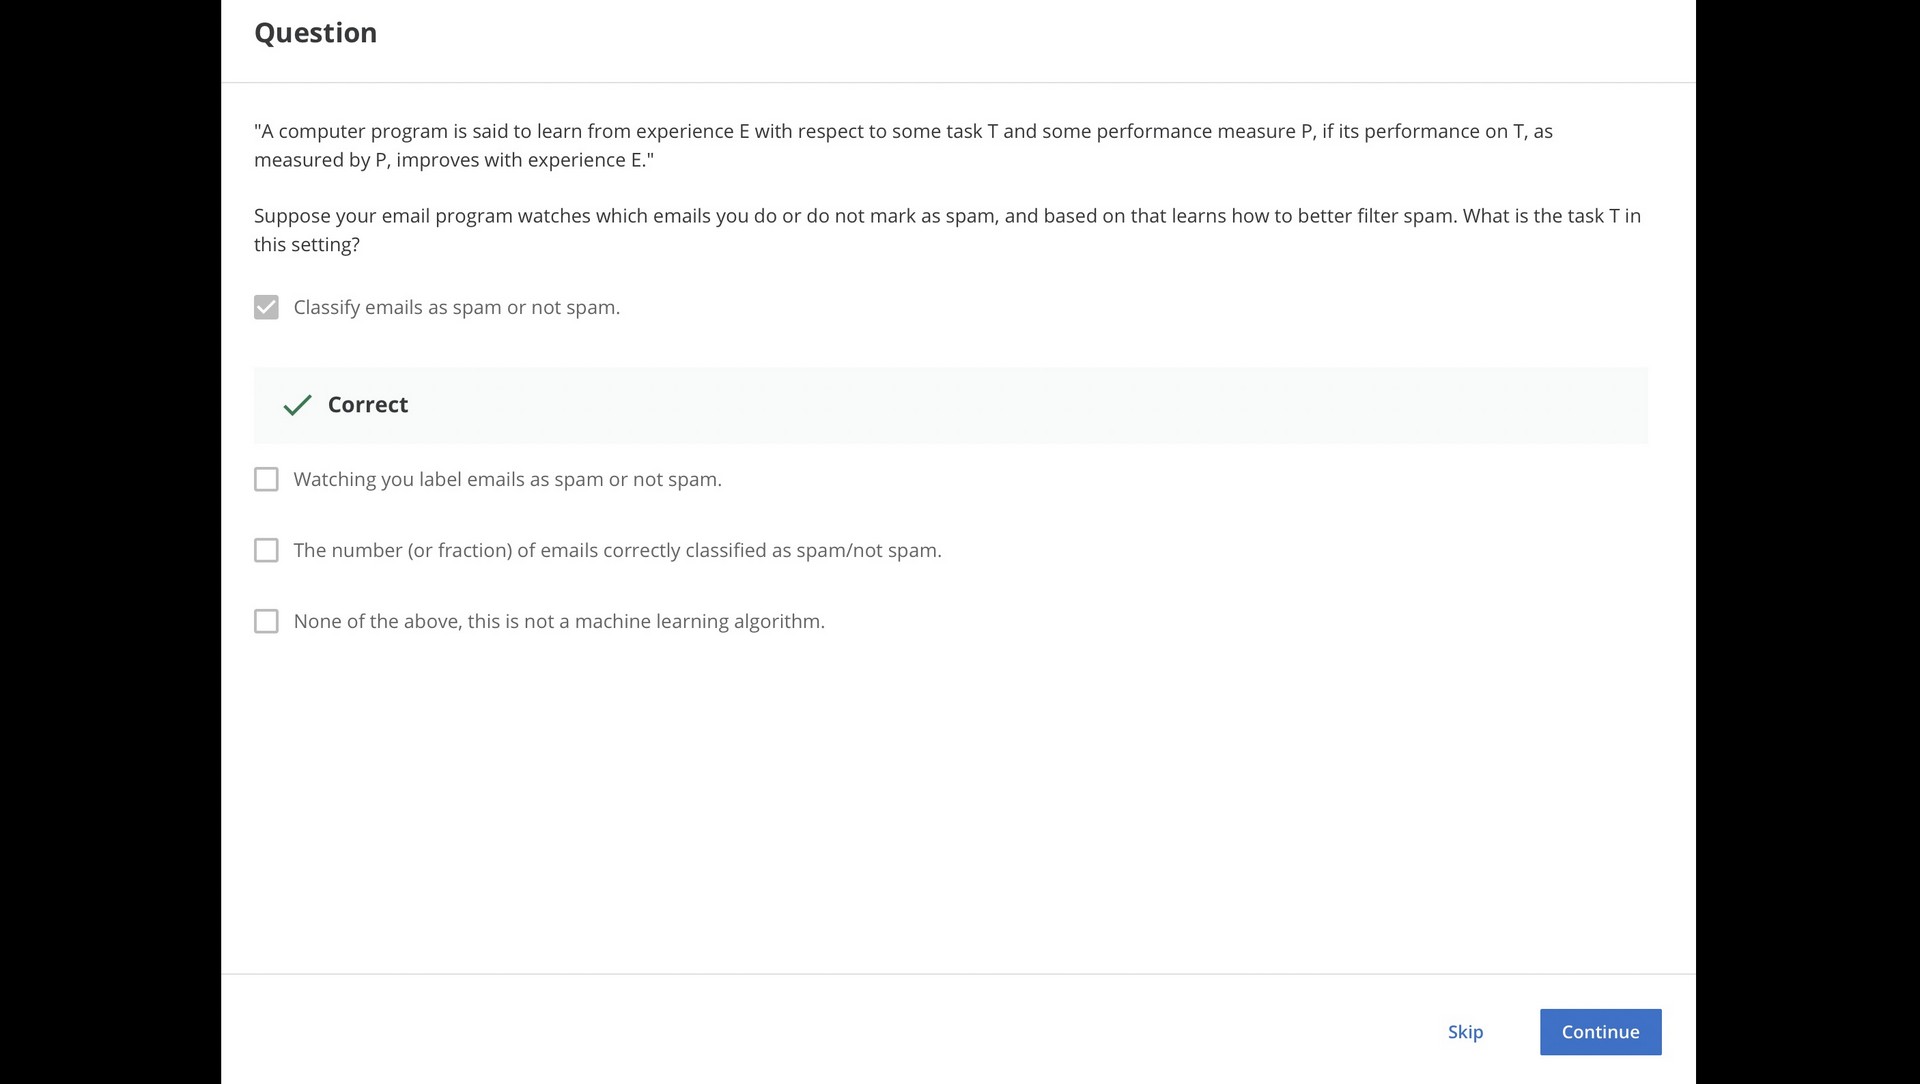 Question
"A computer program is said to learn from experience E with respect to some task T and some performance measure P, if its performance on T, as
measured by P, improves with experience E."
Suppose your email program watches which emails you do or do not mark as spam, and based on that learns how to better filter spam. What is the task T in
this setting?
Classify emails as spam or not spam.
Correct
Watching you label emails as spam or not spam.
The number (or fraction) of emails correctly classified as spam/not spam.
None of the above, this is not a machine learning algorithm.
Skip
Continue